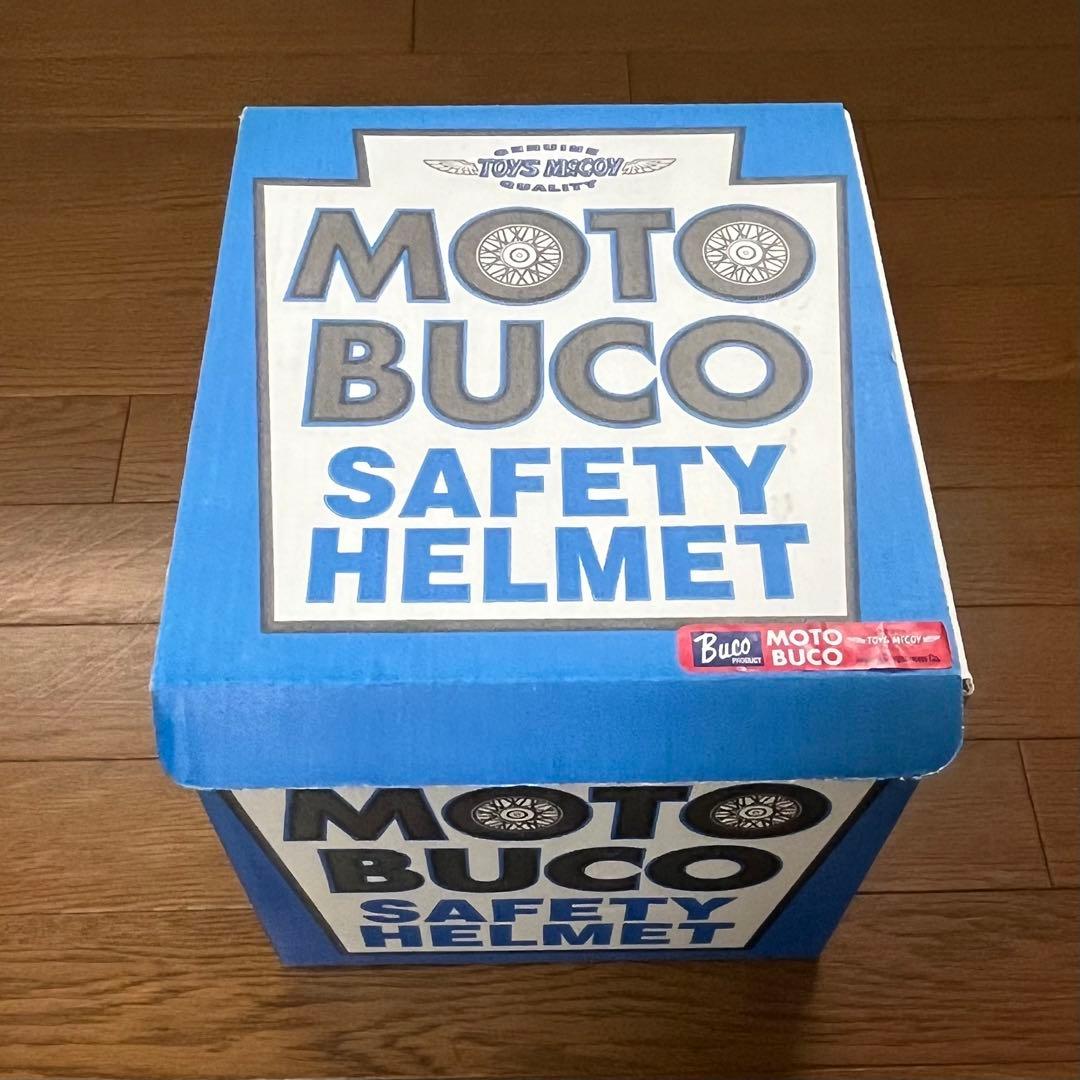 GENUINE
TOYS McCOY
QUALITY
MOTO
BUCO
SAFETY
HELMET
Buco
PRODUCT
MOTO
BUCO
TOYS McCOY
MOTO
BUCO
SAFETY
HELMET